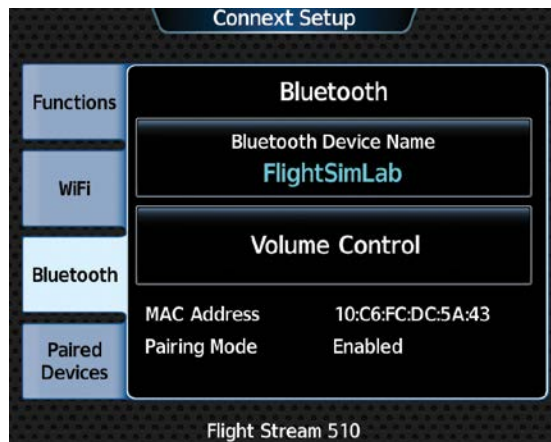 Connext Setup
Functions
WiFi
Bluetooth
Paired
Devices
Bluetooth
Bluetooth Device Name
FlightSimLab
Volume Control
MAC Address 10:C6:FC:DC:5A:43
Pairing Mode Enabled
Flight Stream 510